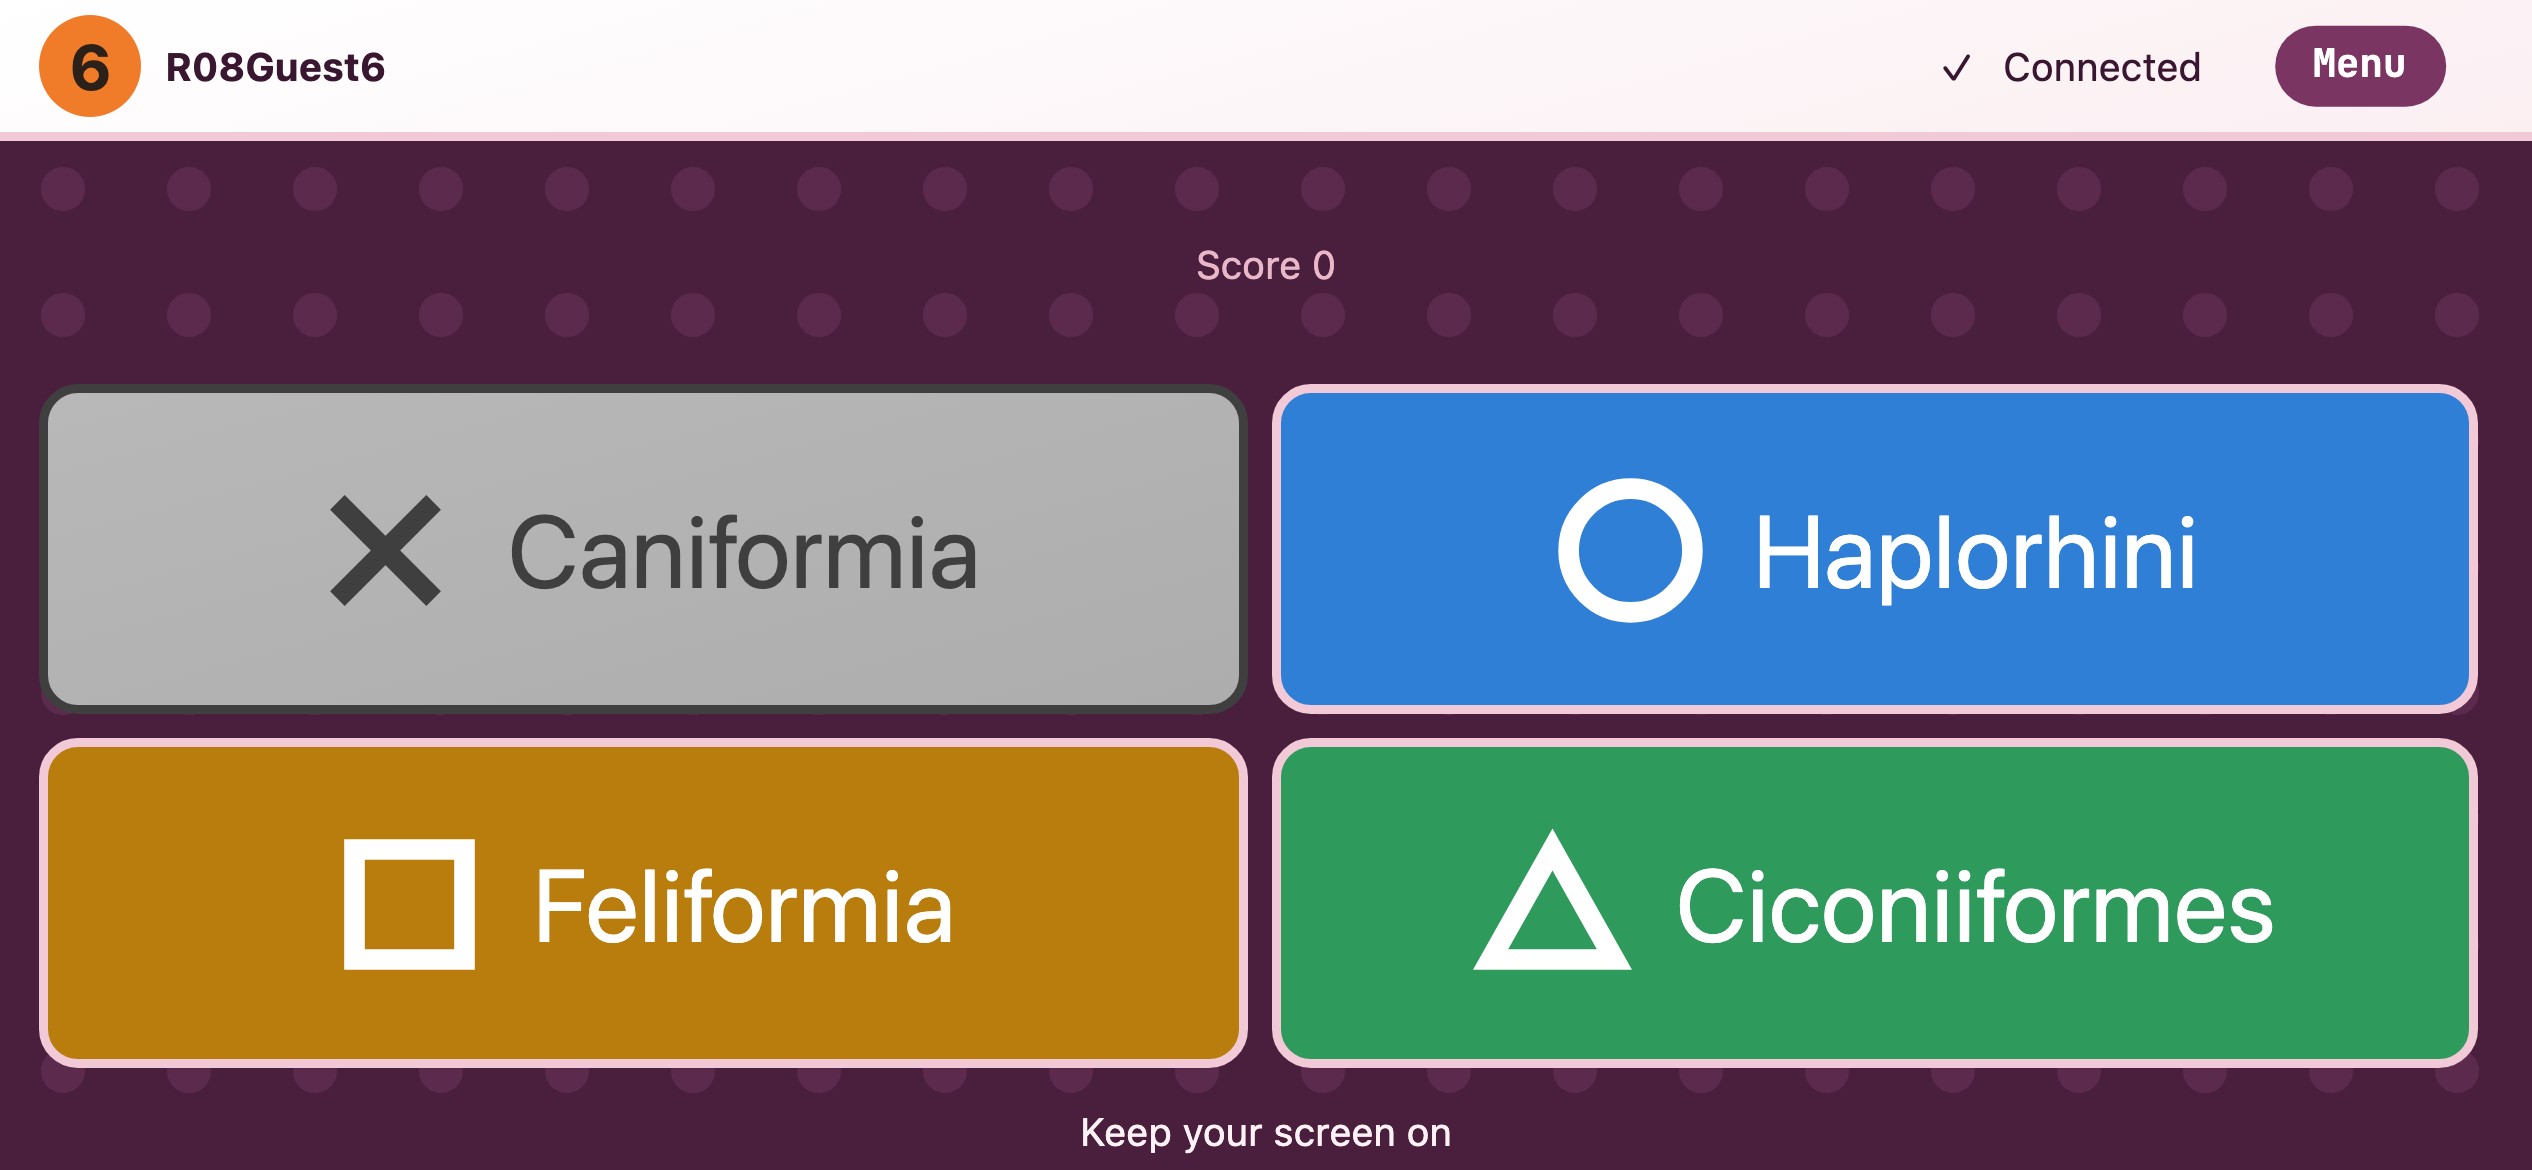 6 R08Guest6 ✓ Connected Menu
Score 0
Caniformia
Haplorhini
Feliformia
Ciconiiformes
Keep your screen on